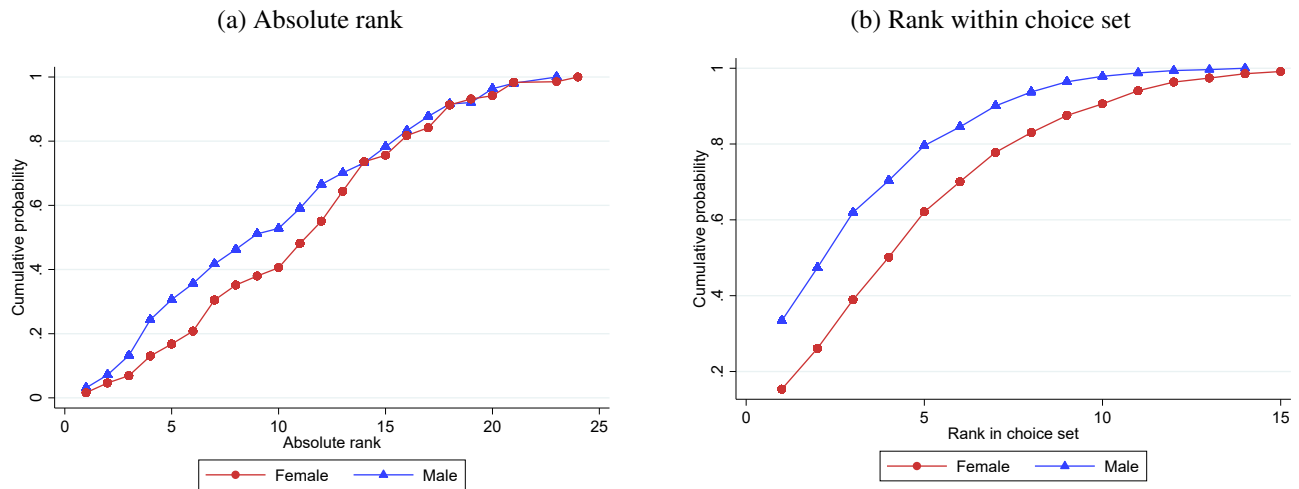 (a) Absolute rank
Cumulative probability
0 .2 .4 .6 .8 1
0 5 10 15 20 25
Absolute rank
Female Male
(b) Rank within choice set
Cumulative probability
.2 .4 .6 .8 1
0 5 10 15
Rank in choice set
Female Male